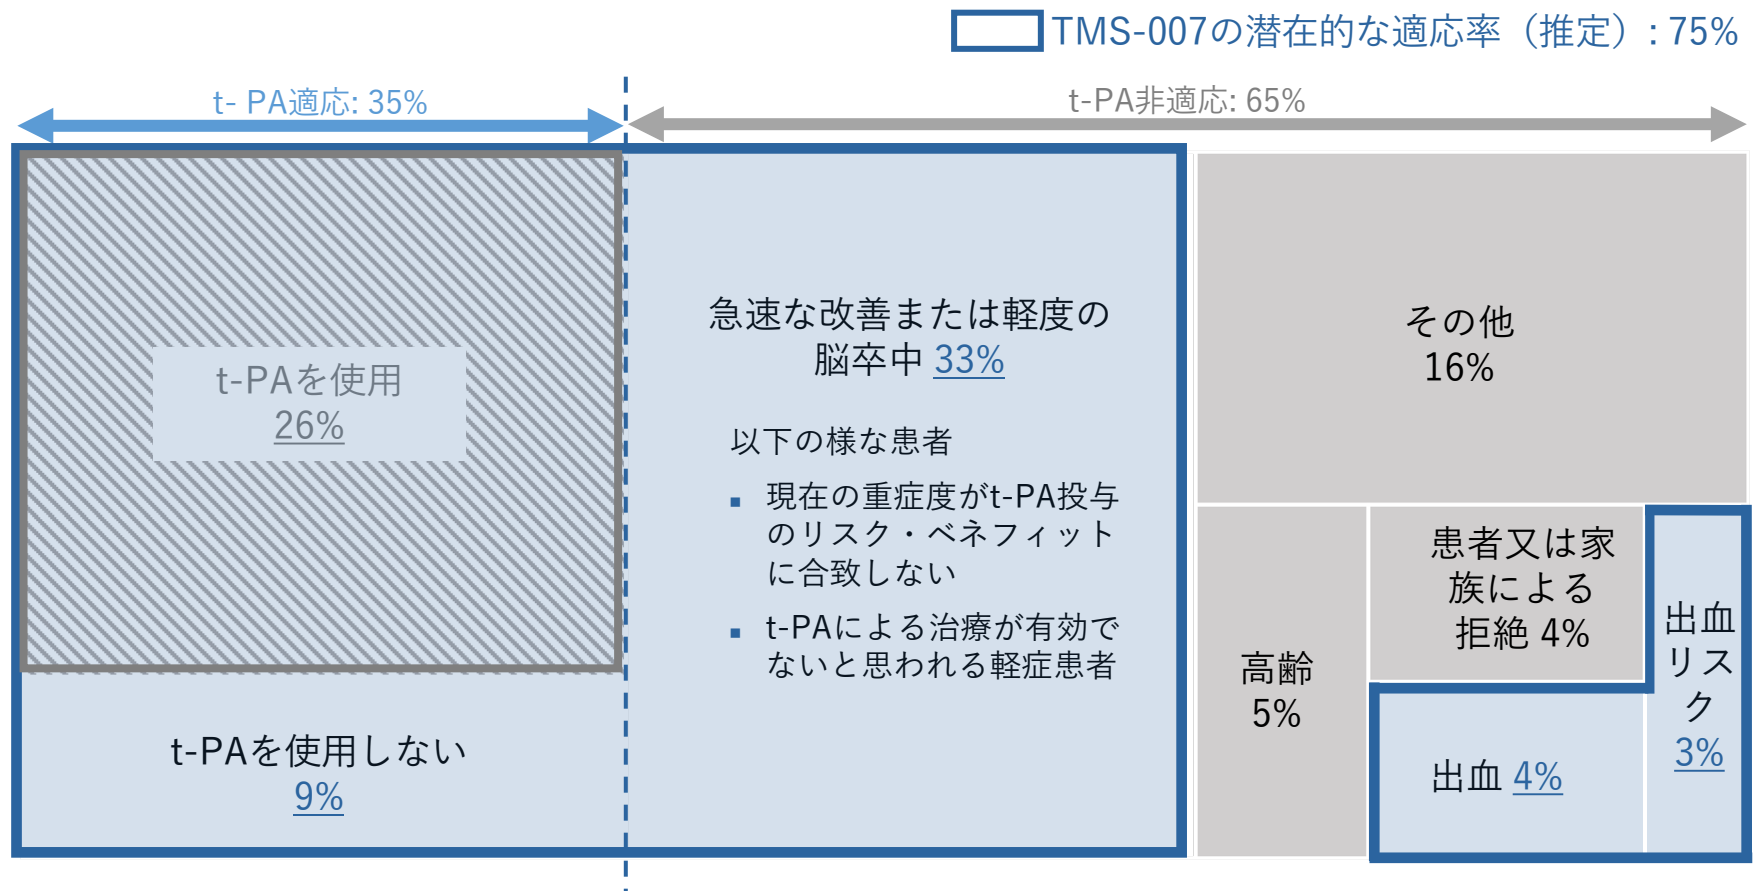 TMS-007の潜在的な適応率（推定）: 75%
t- PA適応: 35%
t-PA非適応: 65%
t-PAを使用
26%
t-PAを使用しない
9%
急速な改善または軽度の
脳卒中 33%
以下の様な患者
▪ 現在の重症度がt-PA投与
のリスク・ベネフィット
に合致しない
▪ t-PAによる治療が有効で
ないと思われる軽症患者
その他
16%
高齢
5%
患者又は家
族による
拒絶 4%
出血 4%
出血
リス
ク
3%